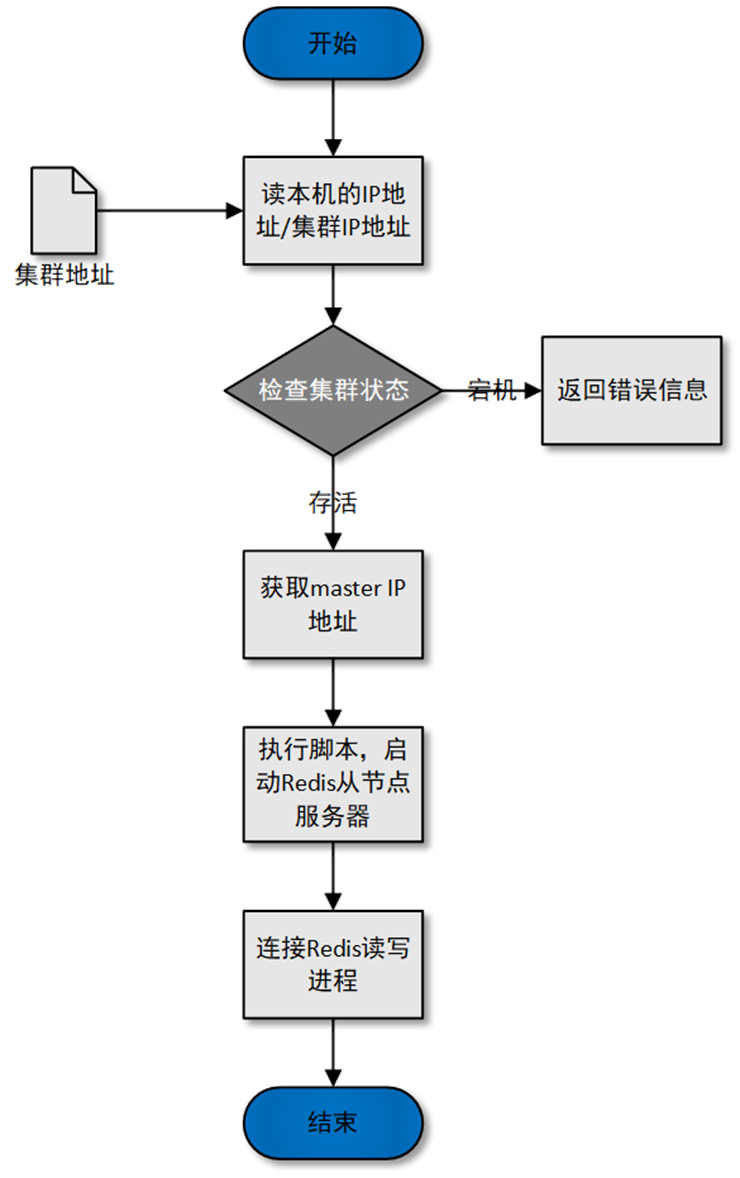 开始
读本机的IP地
址/集群IP地址
集群地址
检查集群状态
宕机
返回错误信息
存活
获取master IP
地址
执行脚本，启
动Redis从节点
服务器
连接Redis读写
进程
结束